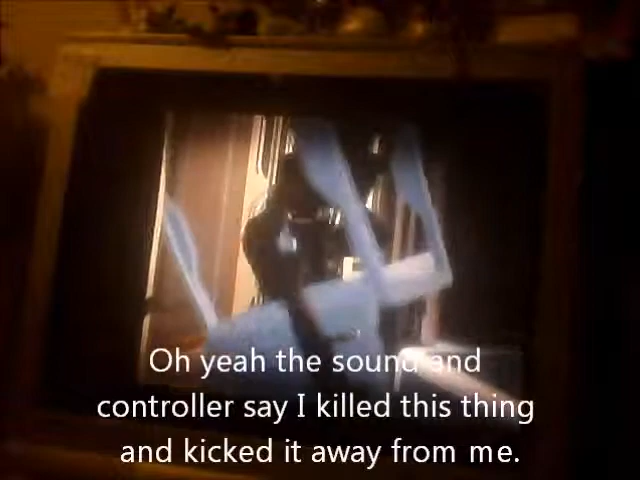 Oh yeah the sound and
controller say I killed this thing
and kicked it away from me.